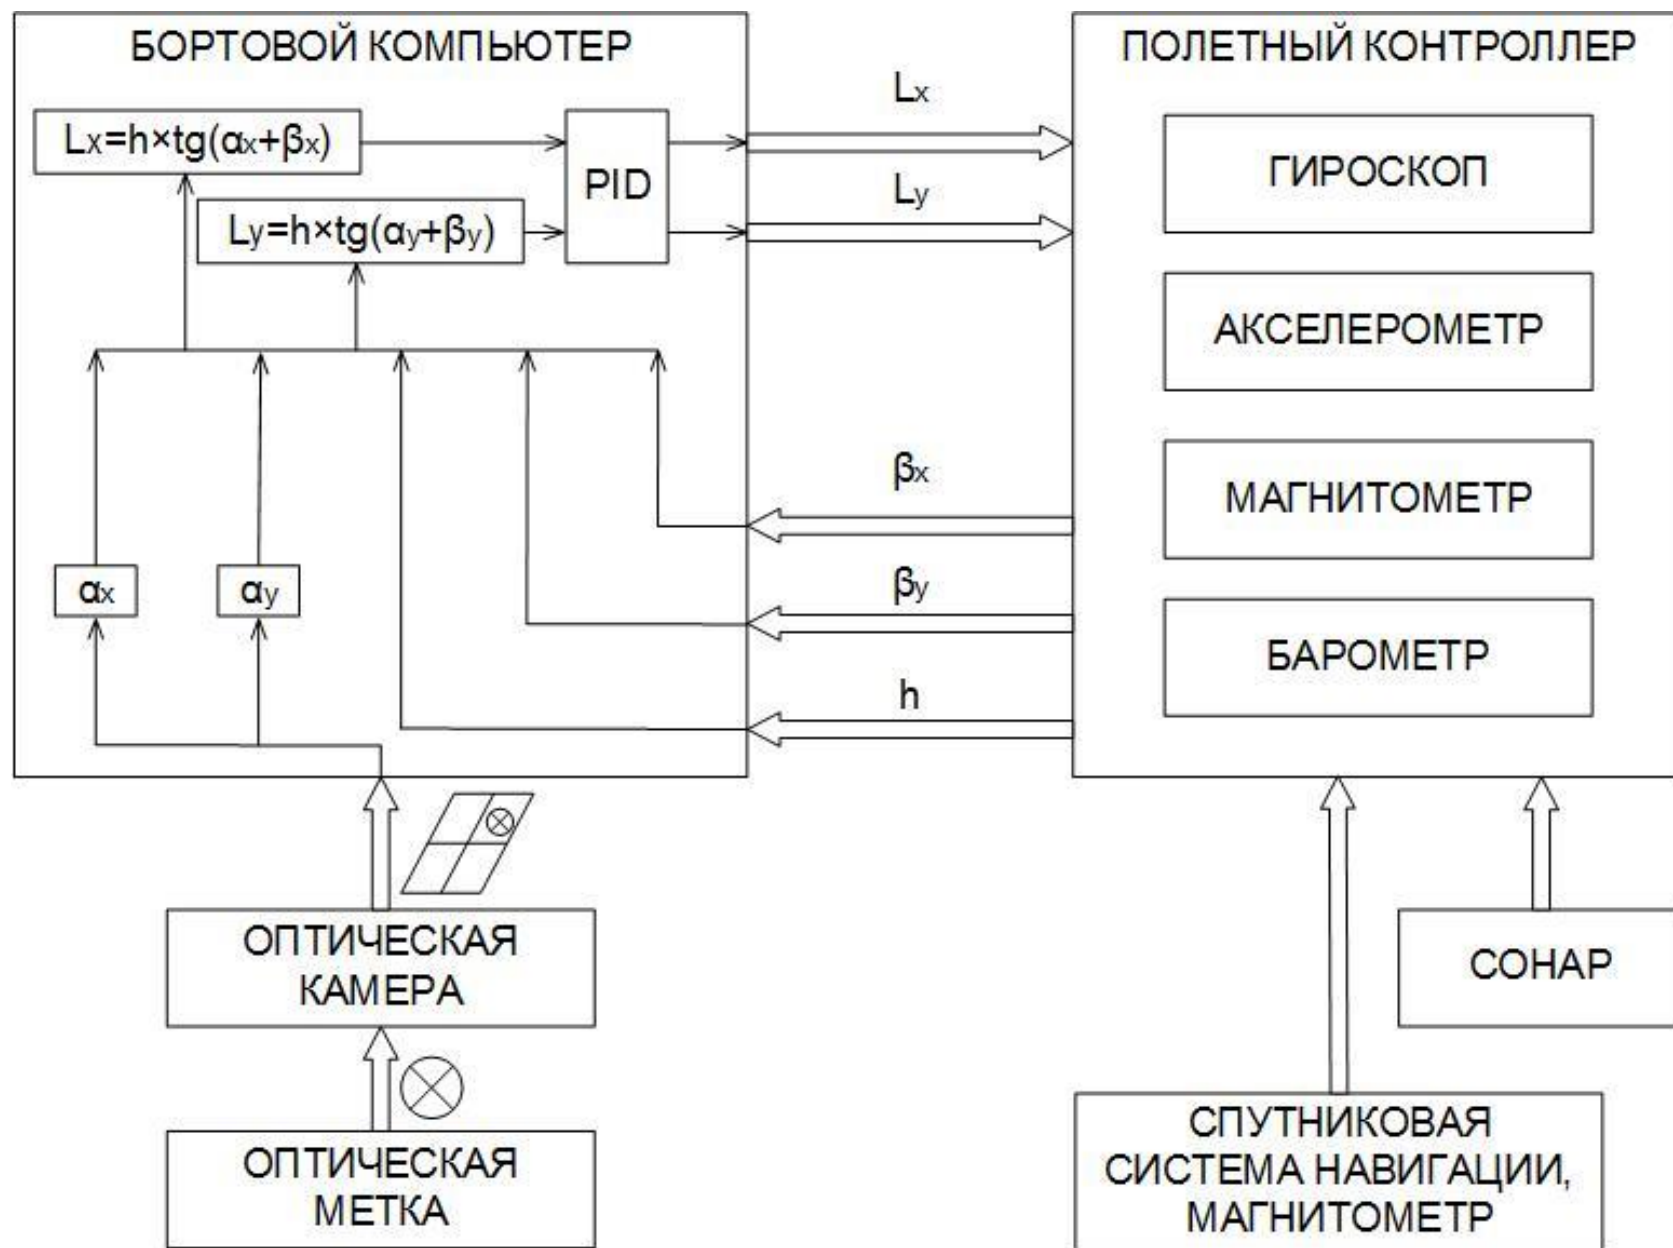 БОРТОВОЙ КОМПЬЮТЕР
Lx=h×tg(αx+βx)
Ly=h×tg(αy+βy)
PID
αx
αy
Lx
Ly
βx
βy
h
ПОЛЕТНЫЙ КОНТРОЛЛЕР
ГИРОСКОП
АКСЕЛЕРОМЕТР
МАГНИТОМЕТР
БАРОМЕТР
ОПТИЧЕСКАЯ
КАМЕРА
ОПТИЧЕСКАЯ
МЕТКА
СОНАР
СПУТНИКОВАЯ
СИСТЕМА НАВИГАЦИИ,
МАГНИТОМЕТР